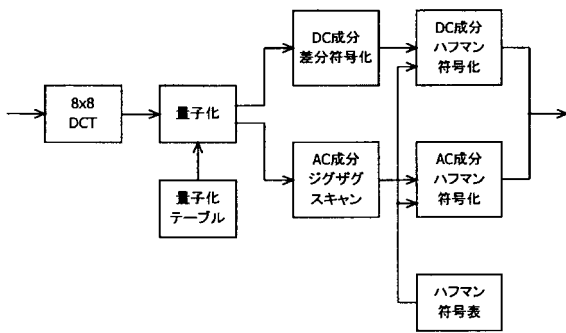 8x8
DCT
量子化
量子化
テーブル
DC成分
差分符号化
AC成分
ジグザグ
スキャン
DC成分
ハフマン
符号化
AC成分
ハフマン
符号化
ハフマン
符号表